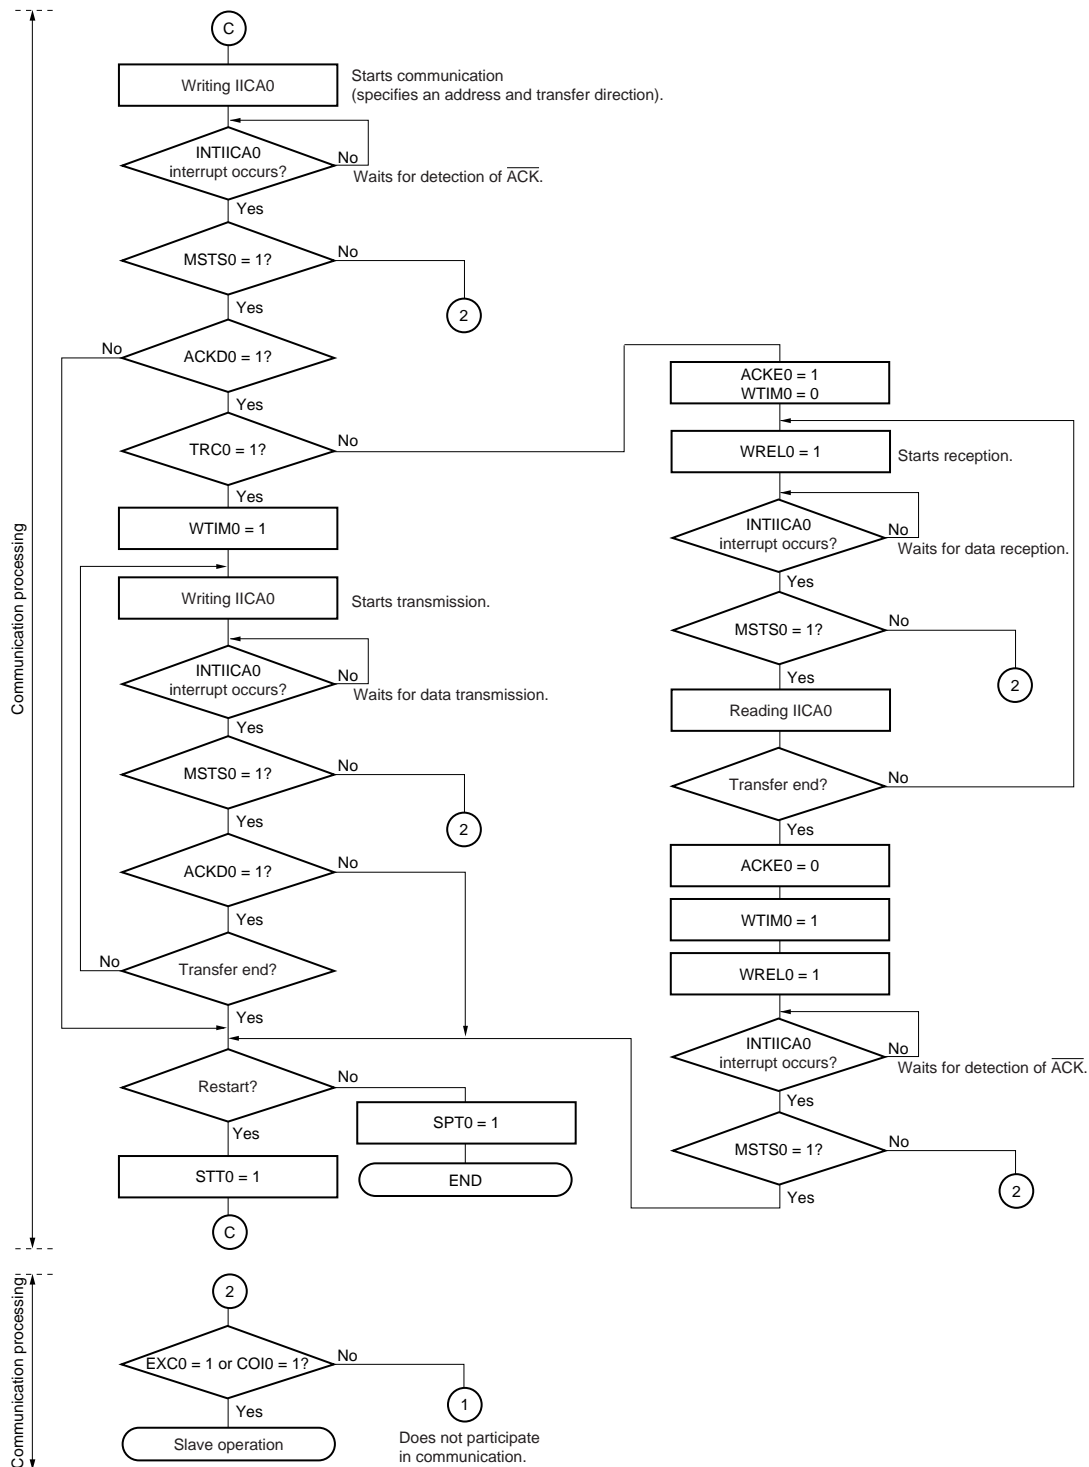 C
Writing IICA0
Starts communication
(specifies an address and transfer direction).
INTIICA0
interrupt occurs?
No
Waits for detection of ACK.
Yes
MSTS0 = 1?
No
2
Yes
ACKD0 = 1?
No
Yes
TRC0 = 1?
No
Yes
WTIM0 = 1
Writing IICA0
Starts transmission.
INTIICA0
interrupt occurs?
No
Waits for data transmission.
Yes
MSTS0 = 1?
No
2
Yes
ACKD0 = 1?
No
Yes
Transfer end?
No
Yes
Restart?
No
SPT0 = 1
END
Yes
STT0 = 1
C
ACKE0 = 1
WTIM0 = 0
WREL0 = 1
Starts reception.
INTIICA0
interrupt occurs?
No
Waits for data reception.
Yes
MSTS0 = 1?
No
2
Yes
Reading IICA0
Transfer end?
No
Yes
ACKE0 = 0
WTIM0 = 1
WREL0 = 1
INTIICA0
interrupt occurs?
No
Waits for detection of ACK.
Yes
MSTS0 = 1?
No
2
Yes
Communication processing
2
EXC0 = 1 or COI0 = 1?
No
1
Does not participate
in communication.
Yes
Slave operation
Communication processing